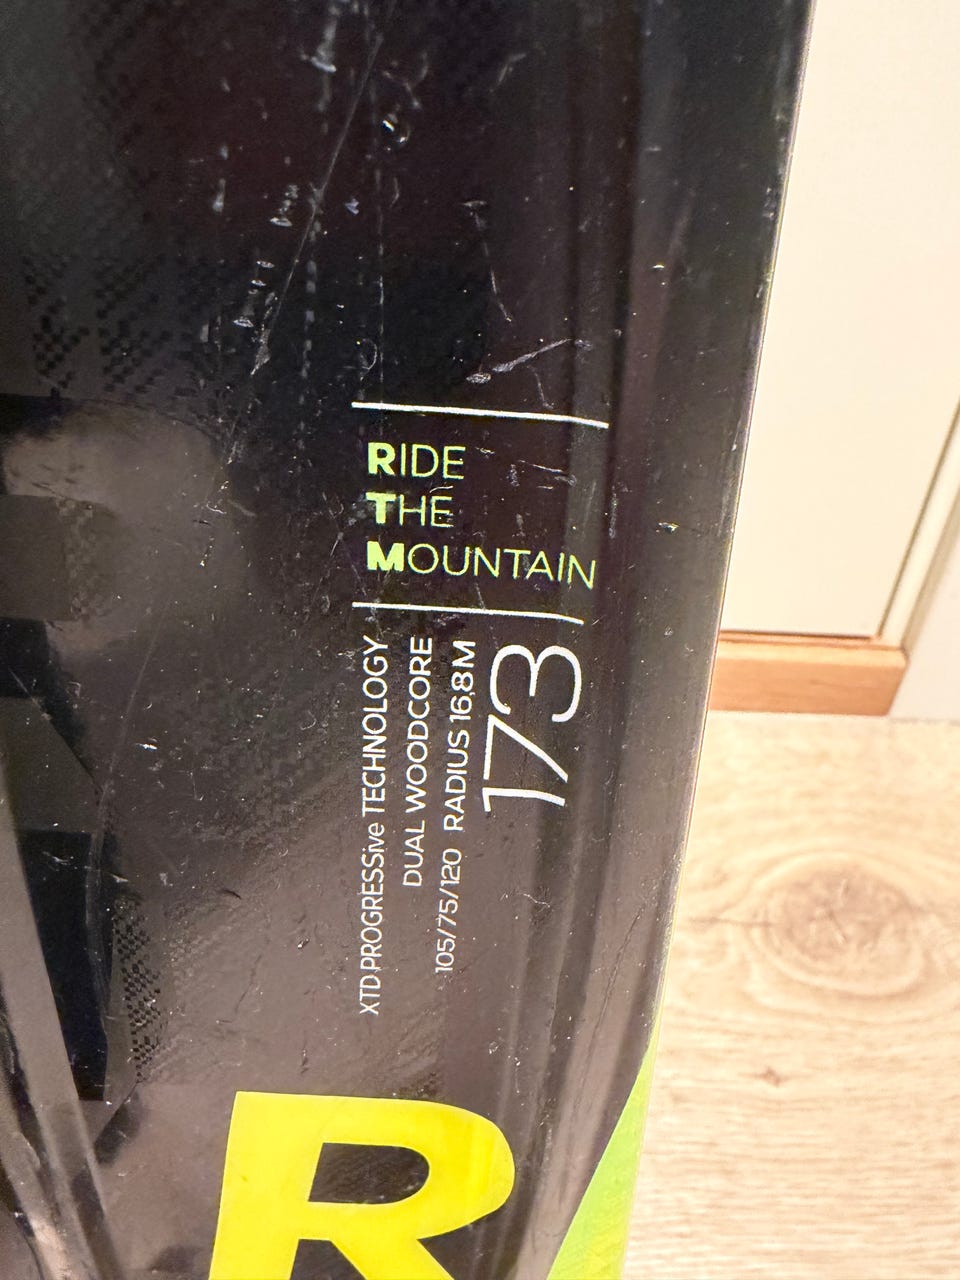 RIDE
THE
MOUNTAIN
XTD PROGRESSive TECHNOLOGY
DUAL WOODCORE
105/75/120 RADIUS 16,8M
173
R